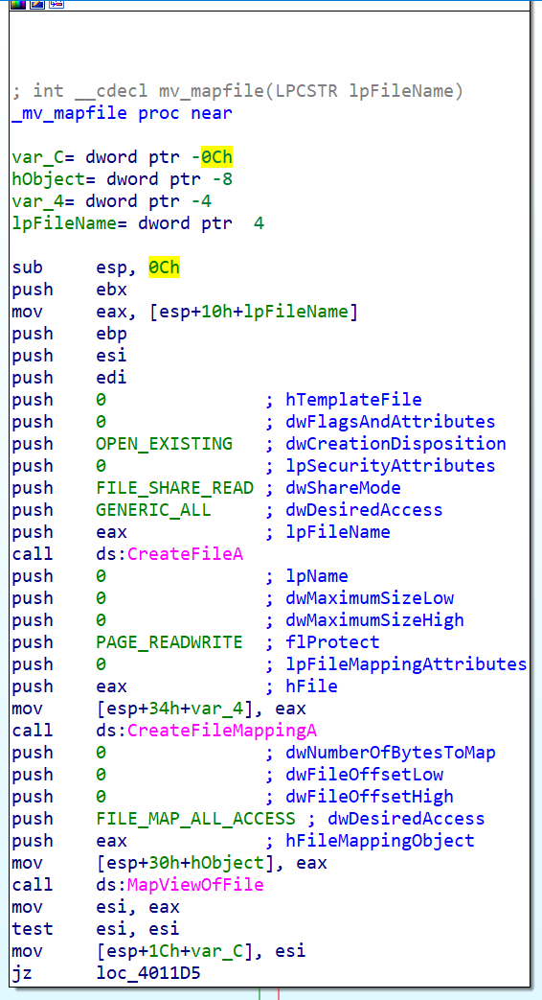 ; int __cdecl mv_mapfile(LPCSTR lpFileName)
_mv_mapfile proc near
var_C= dword ptr -0Ch
hObject= dword ptr -8
var_4= dword ptr -4
lpFileName= dword ptr  4
sub     esp, 0Ch
push    ebx
mov     eax, [esp+10h+lpFileName]
push    ebp
push    esi
push    edi
push    0               ; hTemplateFile
push    0               ; dwFlagsAndAttributes
push    OPEN_EXISTING   ; dwCreationDisposition
push    0               ; lpSecurityAttributes
push    FILE_SHARE_READ ; dwShareMode
push    GENERIC_ALL     ; dwDesiredAccess
push    eax             ; lpFileName
call    ds:CreateFileA
push    0               ; lpName
push    0               ; dwMaximumSizeLow
push    0               ; dwMaximumSizeHigh
push    PAGE_READWRITE  ; flProtect
push    0               ; lpFileMappingAttributes
push    eax             ; hFile
mov     [esp+34h+var_4], eax
call    ds:CreateFileMappingA
push    0               ; dwNumberOfBytesToMap
push    0               ; dwFileOffsetLow
push    0               ; dwFileOffsetHigh
push    FILE_MAP_ALL_ACCESS ; dwDesiredAccess
push    eax             ; hFileMappingObject
mov     [esp+30h+hObject], eax
call    ds:MapViewOfFile
mov     esi, eax
test    esi, esi
mov     [esp+1Ch+var_C], esi
jz      loc_4011D5